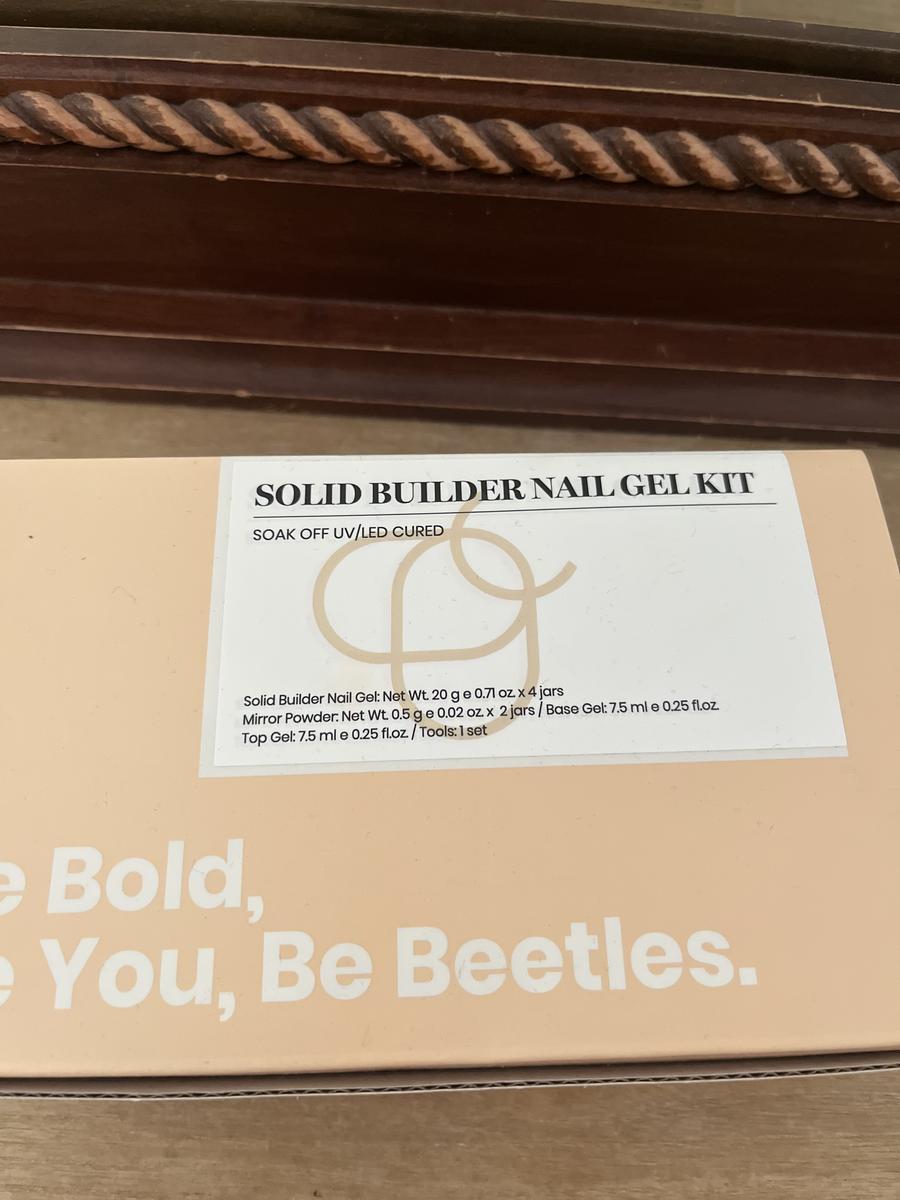 SOLID BUILDER NAIL GEL KIT
SOAK OFF UV/LED CURED
Solid Builder Nail Gel: Net Wt. 20 g e 0.71 oz. x 4 jars
Mirror Powder: Net Wt. 0.5 g e 0.02 oz. x 2 jars / Base Gel: 7.5 ml e 0.25 fl.oz.
Top Gel: 7.5 ml e 0.25 fl.oz. / Tools: 1 set
e Bold,
e You, Be Beetles.